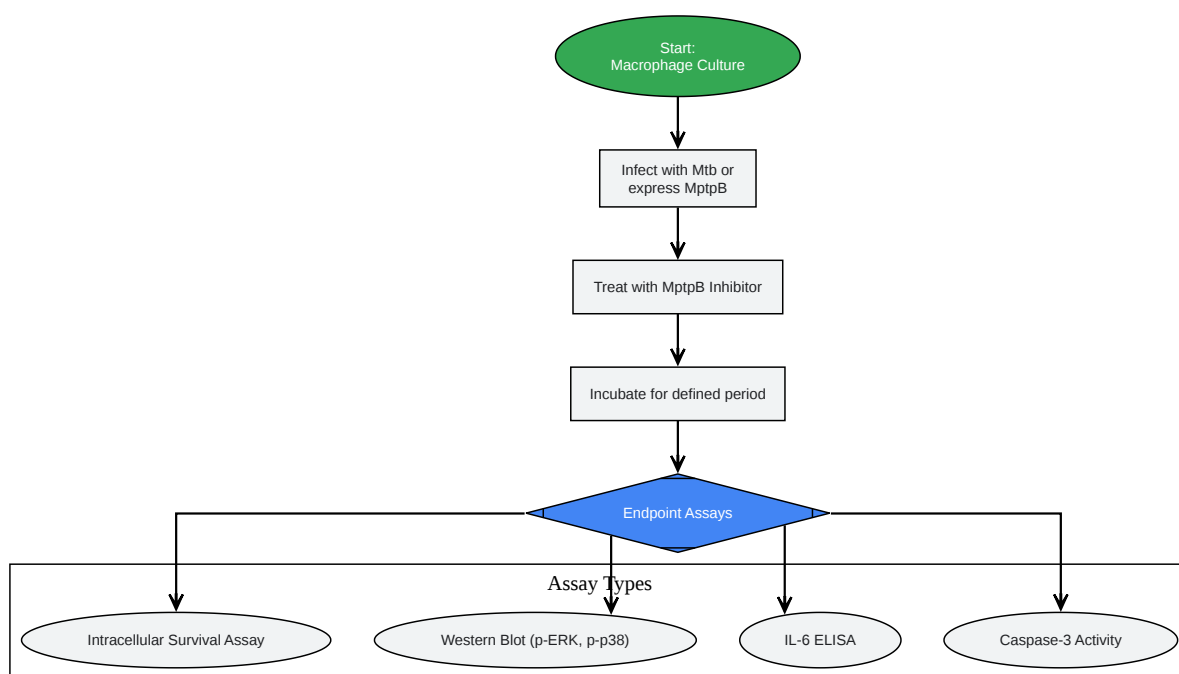 Start:
Macrophage Culture
Infect with Mtb or
express MptpB
Treat with MptpB Inhibitor
Incubate for defined period
Endpoint Assays
Assay Types
Intracellular Survival Assay
Western Blot (p-ERK, p-p38)
IL-6 ELISA
Caspase-3 Activity